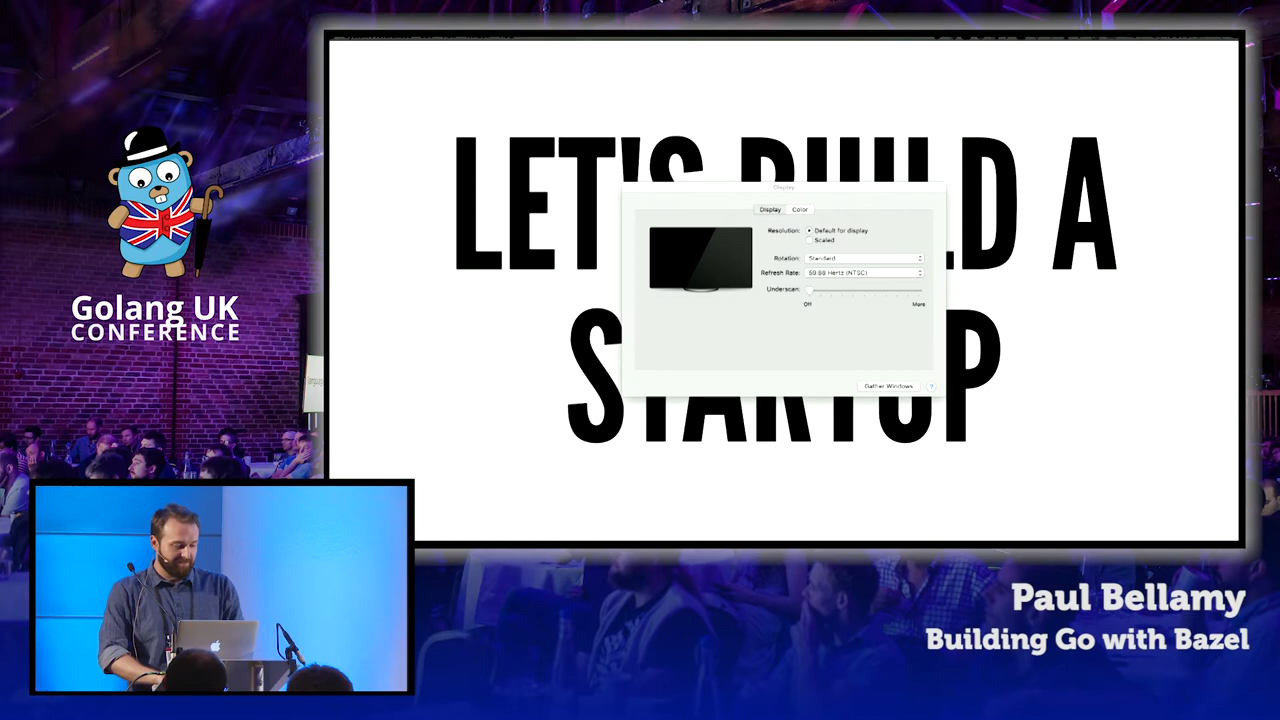 LET'S BUILD A
STARTUP
Display
Display Color
Resolution: Default for display
Scaled
Rotation: Standard
Refresh Rate: 59.88 Hertz (NTSC)
Underscan:
Off More
Gather Windows ?
Golang UK
CONFERENCE
Paul Bellamy
Building Go with Bazel